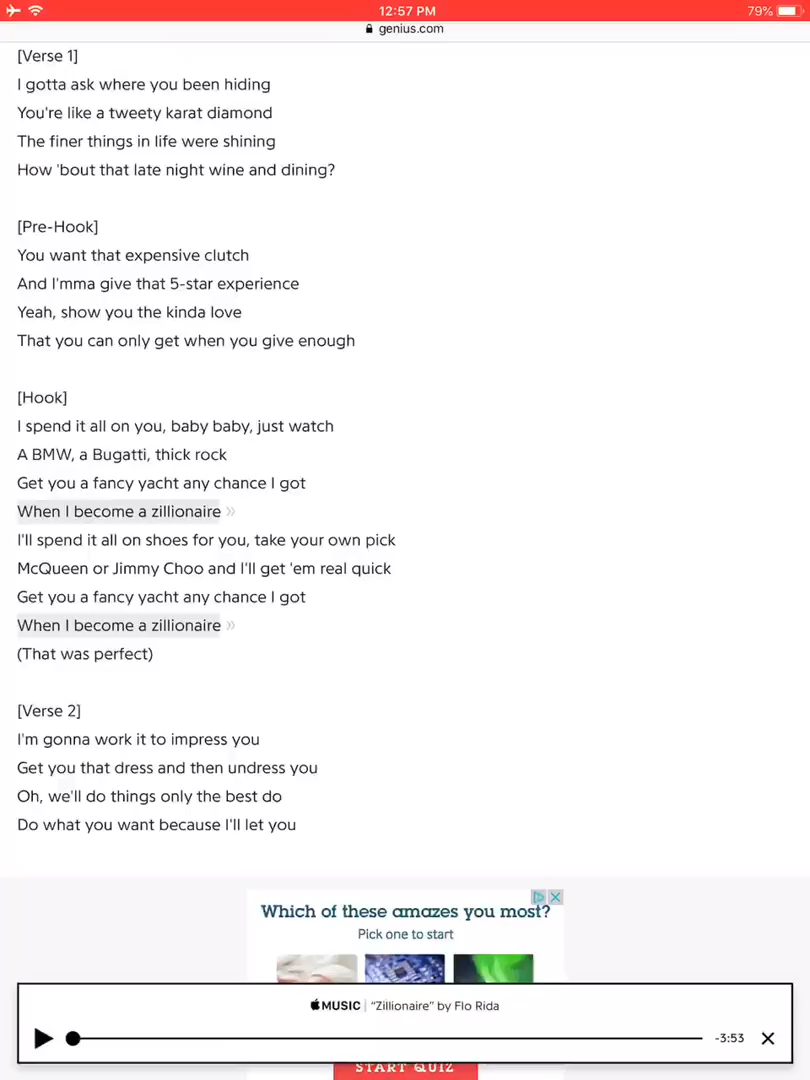 12:57 PM
79%
genius.com
[Verse 1]
I gotta ask where you been hiding
You're like a tweety karat diamond
The finer things in life were shining
How 'bout that late night wine and dining?
[Pre-Hook]
You want that expensive clutch
And I'mma give that 5-star experience
Yeah, show you the kinda love
That you can only get when you give enough
[Hook]
I spend it all on you, baby baby, just watch
A BMW, a Bugatti, thick rock
Get you a fancy yacht any chance I got
When I become a zillionaire »
I'll spend it all on shoes for you, take your own pick
McQueen or Jimmy Choo and I'll get 'em real quick
Get you a fancy yacht any chance I got
When I become a zillionaire »
(That was perfect)
[Verse 2]
I'm gonna work it to impress you
Get you that dress and then undress you
Oh, we'll do things only the best do
Do what you want because I'll let you
Which of these amazes you most?
Pick one to start
MUSIC | “Zillionaire” by Flo Rida
-3:53
START QUIZ